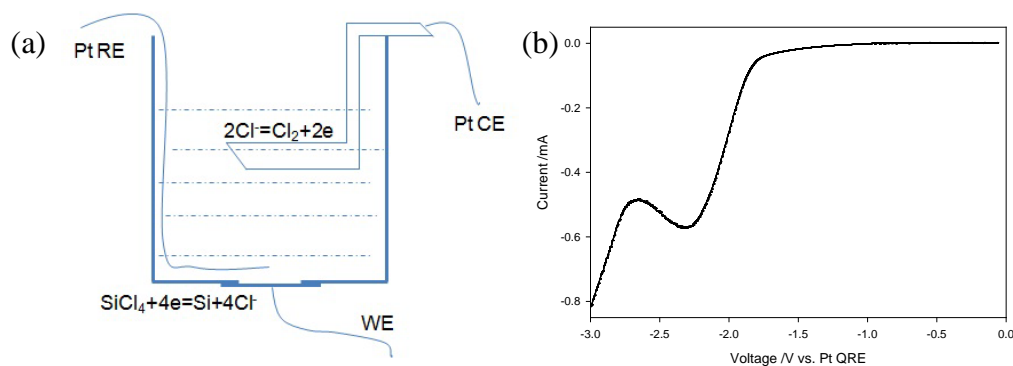 (a)
Pt RE
2Cl-=Cl2+2e
Pt CE
SiCl4+4e=Si+4Cl-
WE
(b)
0.0
-0.2
-0.4
-0.6
-0.8
Current /mA
-3.0 -2.5 -2.0 -1.5 -1.0 -0.5 0.0
Voltage /V vs. Pt QRE